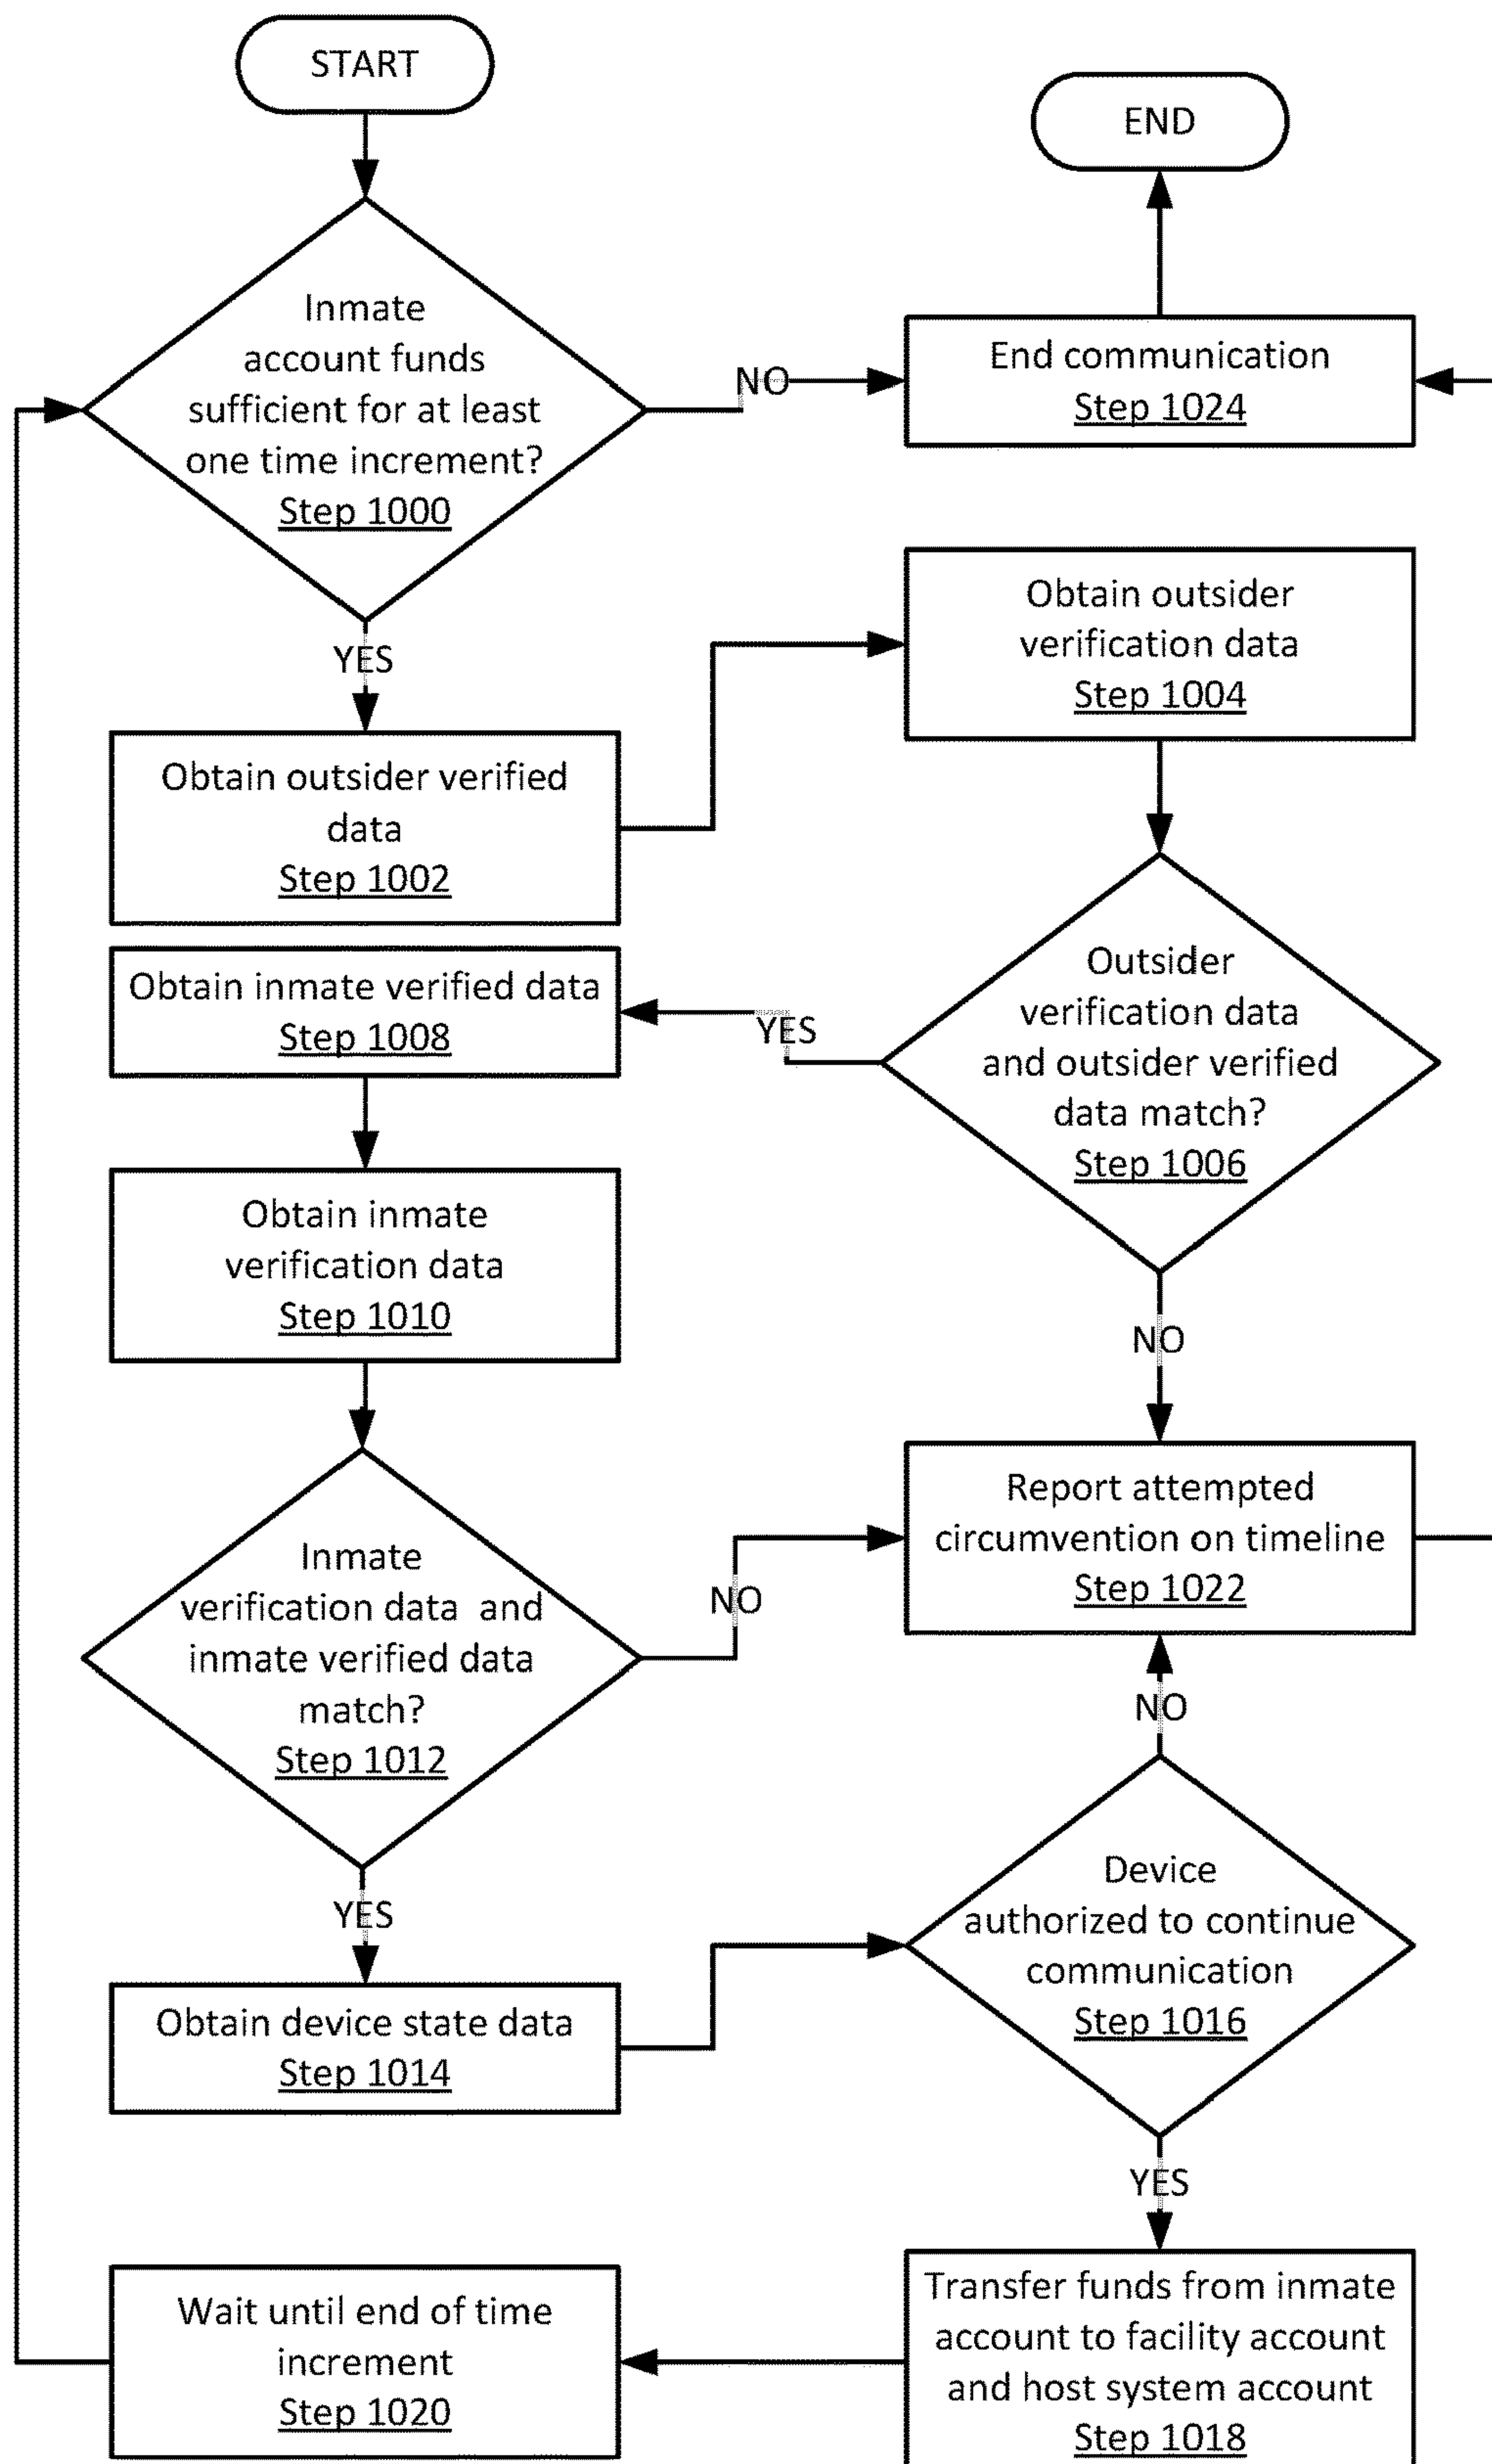 START
END
Inmate
account funds
sufficient for at least
one time increment?
Step 1000
NO
End communication
Step 1024
YES
Obtain outsider verified
data
Step 1002
Obtain outsider
verification data
Step 1004
Outsider
verification data
and outsider verified
data match?
Step 1006
YES
Obtain inmate verified data
Step 1008
Obtain inmate
verification data
Step 1010
NO
Inmate
verification data and
inmate verified data
match?
Step 1012
NO
Report attempted
circumvention on timeline
Step 1022
YES
Obtain device state data
Step 1014
NO
Device
authorized to continue
communication
Step 1016
YES
Transfer funds from inmate
account to facility account
and host system account
Step 1018
Wait until end of time
increment
Step 1020